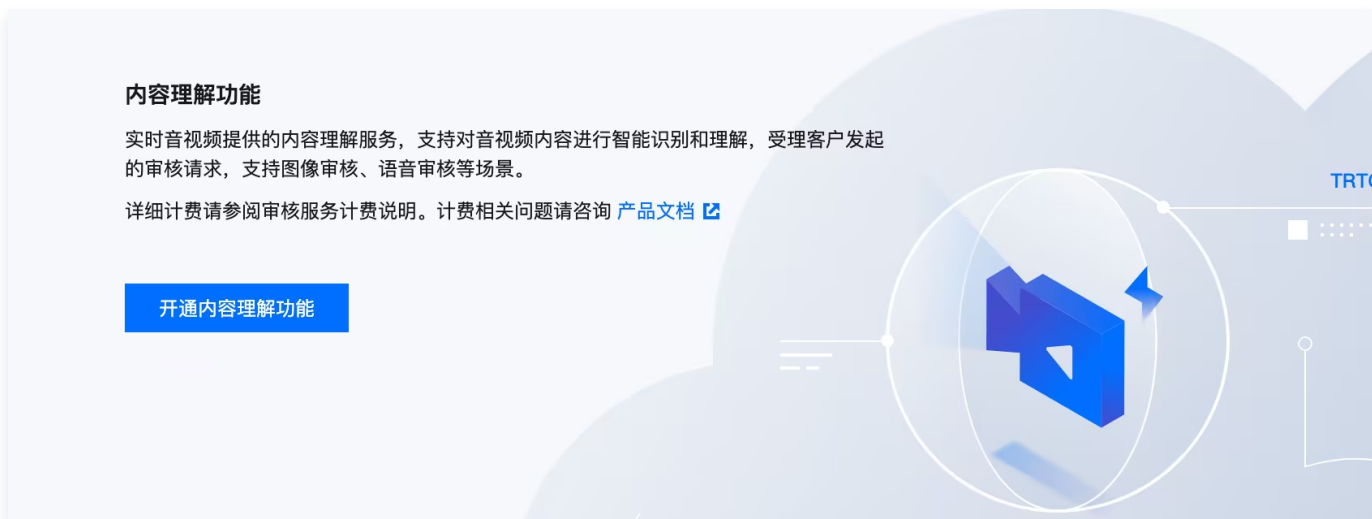 内容理解功能
实时音视频提供的内容理解服务，支持对音视频内容进行智能识别和理解，受理客户发起
的审核请求，支持图像审核、语音审核等场景。
详细计费请参阅审核服务计费说明。计费相关问题请咨询 产品文档
开通内容理解功能